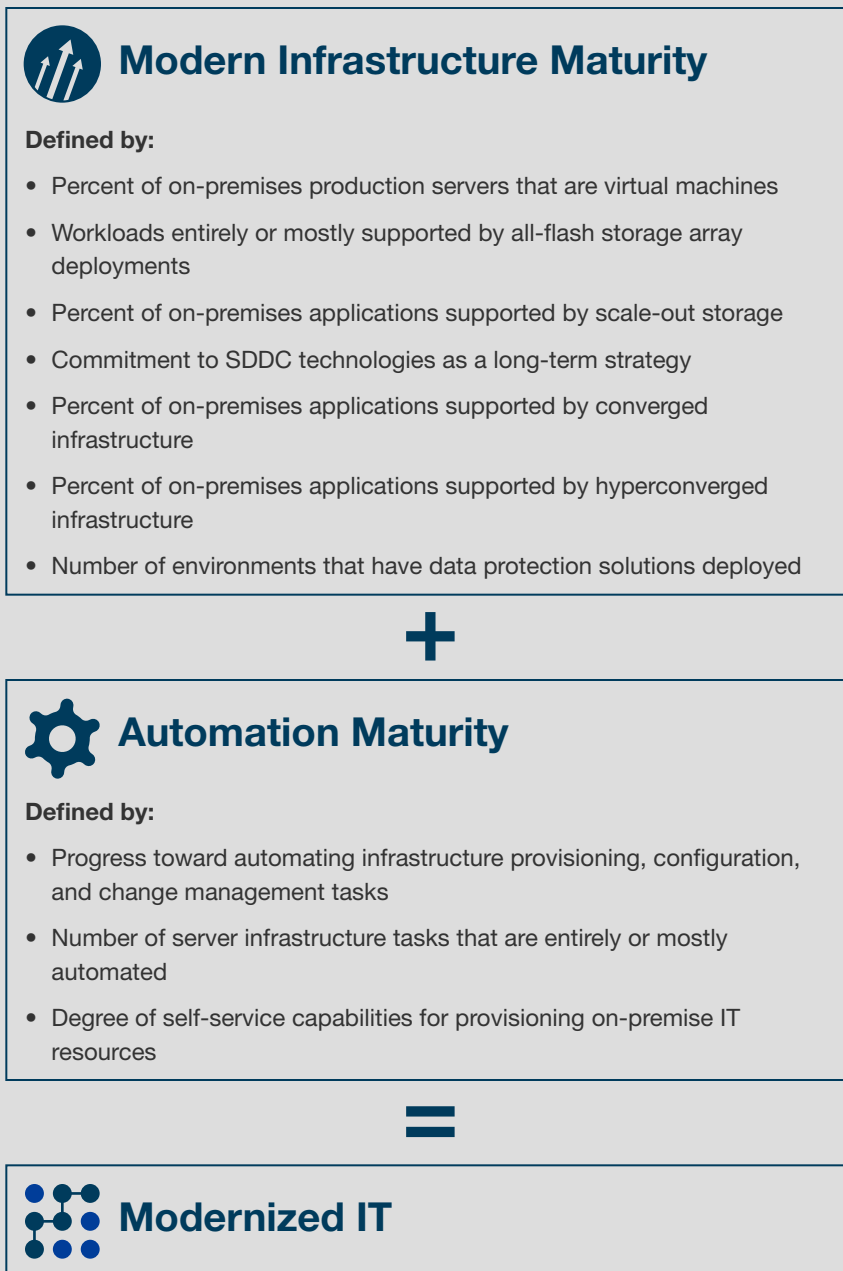 Modern Infrastructure Maturity
Defined by:
• Percent of on-premises production servers that are virtual machines
• Workloads entirely or mostly supported by all-flash storage array
deployments
• Percent of on-premises applications supported by scale-out storage
• Commitment to SDDC technologies as a long-term strategy
• Percent of on-premises applications supported by converged
infrastructure
• Percent of on-premises applications supported by hyperconverged
infrastructure
• Number of environments that have data protection solutions deployed
+
Automation Maturity
Defined by:
• Progress toward automating infrastructure provisioning, configuration,
and change management tasks
• Number of server infrastructure tasks that are entirely or mostly
automated
• Degree of self-service capabilities for provisioning on-premise IT
resources
=
Modernized IT